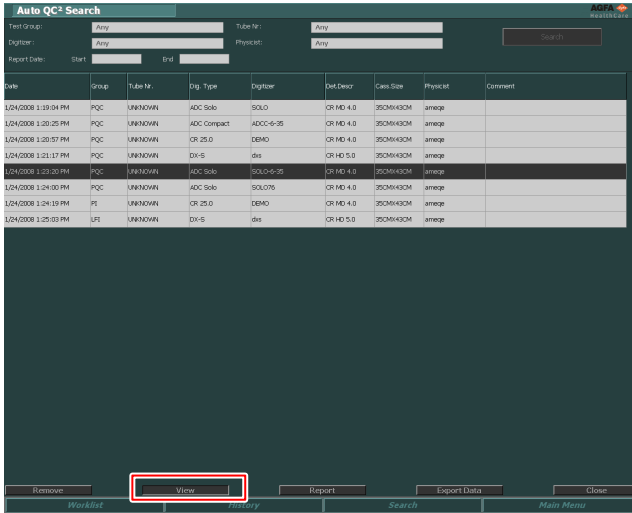 Auto QC² Search
AGFA
HealthCare
Test Group: Any Tube Nr: Any
Digitizer: Any Physicist: Any
Search
Report Date: Start End
Date Group Tube Nr. Dig. Type Digitizer Det.Descr Cass.Size Physicist Comment
1/24/2008 1:19:04 PM PQC UNKNOWN ADC Solo SOLO CR MD 4.0 35CMX43CM ameqe
1/24/2008 1:20:25 PM PQC UNKNOWN ADC Compact ADCC-6-35 CR MD 4.0 35CMX43CM ameqe
1/24/2008 1:20:57 PM PQC UNKNOWN CR 25.0 DEMO CR MD 4.0 35CMX43CM ameqe
1/24/2008 1:21:17 PM PQC UNKNOWN DX-S dxs CR HD 5.0 35CMX43CM ameqe
1/24/2008 1:23:20 PM PQC UNKNOWN ADC Solo SOLO-6-35 CR MD 4.0 35CMX43CM ameqe
1/24/2008 1:24:00 PM PQC UNKNOWN ADC Solo SOLO76 CR MD 4.0 35CMX43CM ameqe
1/24/2008 1:24:19 PM PI UNKNOWN CR 25.0 DEMO CR MD 4.0 35CMX43CM ameqe
1/24/2008 1:25:03 PM LFI UNKNOWN DX-S dxs CR HD 5.0 35CMX43CM ameqe
Remove View Report Export Data Close
Worklist History Search Main Menu